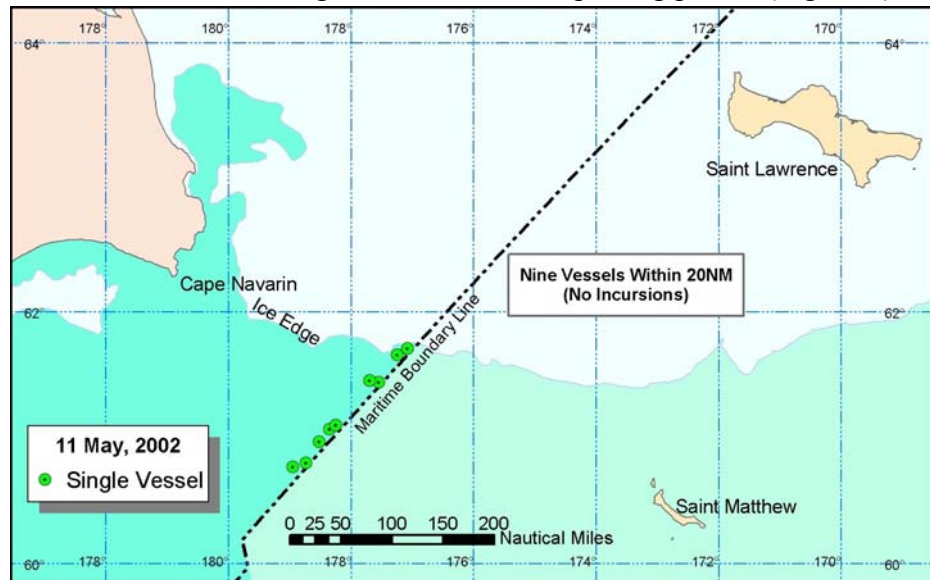 178° 180° 178° 176° 174° 172° 170°
64° 64°
Saint Lawrence
Nine Vessels Within 20NM
(No Incursions)
Cape Navarin
Ice Edge
62° 62°
Maritime Boundary Line
11 May, 2002
Single Vessel
Saint Matthew
0 25 50 100 150 200
Nautical Miles
60° 60°
178° 180° 178° 176° 174° 172° 170°